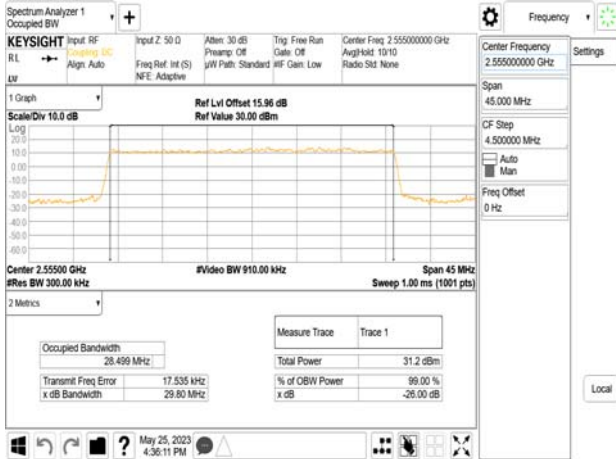 Spectrum Analyzer 1
Occupied BW
+
Frequency
KEYSIGHT
RL
Input: RF
Coupling: DC
Align: Auto
Input Z: 50 Ω
Freq Ref: Int (S)
NFE: Adaptive
Atten: 30 dB
Preamp: Off
µW Path: Standard
Trig: Free Run
Gate: Off
#IF Gain: Low
Center Freq: 2.555000000 GHz
Avg|Hold: 10/10
Radio Std: None
1 Graph
Scale/Div 10.0 dB
Ref Lvl Offset 15.96 dB
Ref Value 30.00 dBm
Log
20.0
10.0
0.00
-10.0
-20.0
-30.0
-40.0
-50.0
-60.0
Center 2.55500 GHz
#Video BW 910.00 kHz
Span 45 MHz
#Res BW 300.00 kHz
Sweep 1.00 ms (1001 pts)
2 Metrics
Measure Trace
Trace 1
Occupied Bandwidth
28.499 MHz
Total Power
31.2 dBm
Transmit Freq Error
17.535 kHz
% of OBW Power
99.00 %
x dB Bandwidth
29.80 MHz
x dB
-26.00 dB
Center Frequency
2.555000000 GHz
Settings
Span
45.000 MHz
CF Step
4.500000 MHz
Auto
Man
Freq Offset
0 Hz
Local
?
May 25, 2023
4:36:11 PM